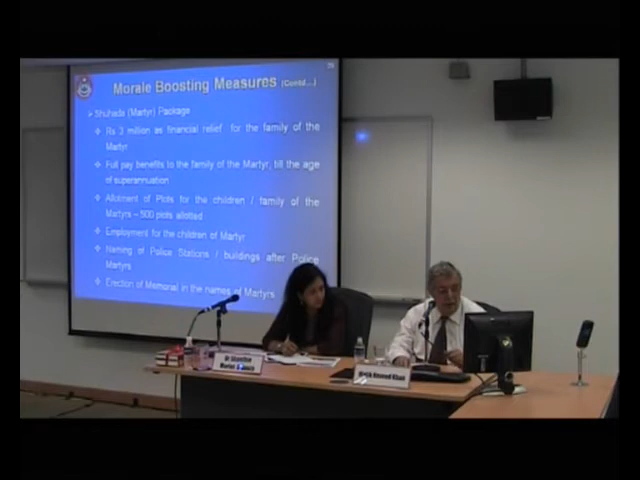 Morale Boosting Measures (Contd...)
Shuhada (Martyr) Package
Rs 3 million as financial relief for the family of the
Martyr
Full pay benefits to the family of the Martyr, till the age
of superannuation
Allotment of Plots for the children / family of the
Martyrs – 500 plots allotted
Employment for the children of Martyr
Naming of Police Stations / buildings after Police
Martyrs
Erection of Memorial in the names of Martyrs
Dr
Khan